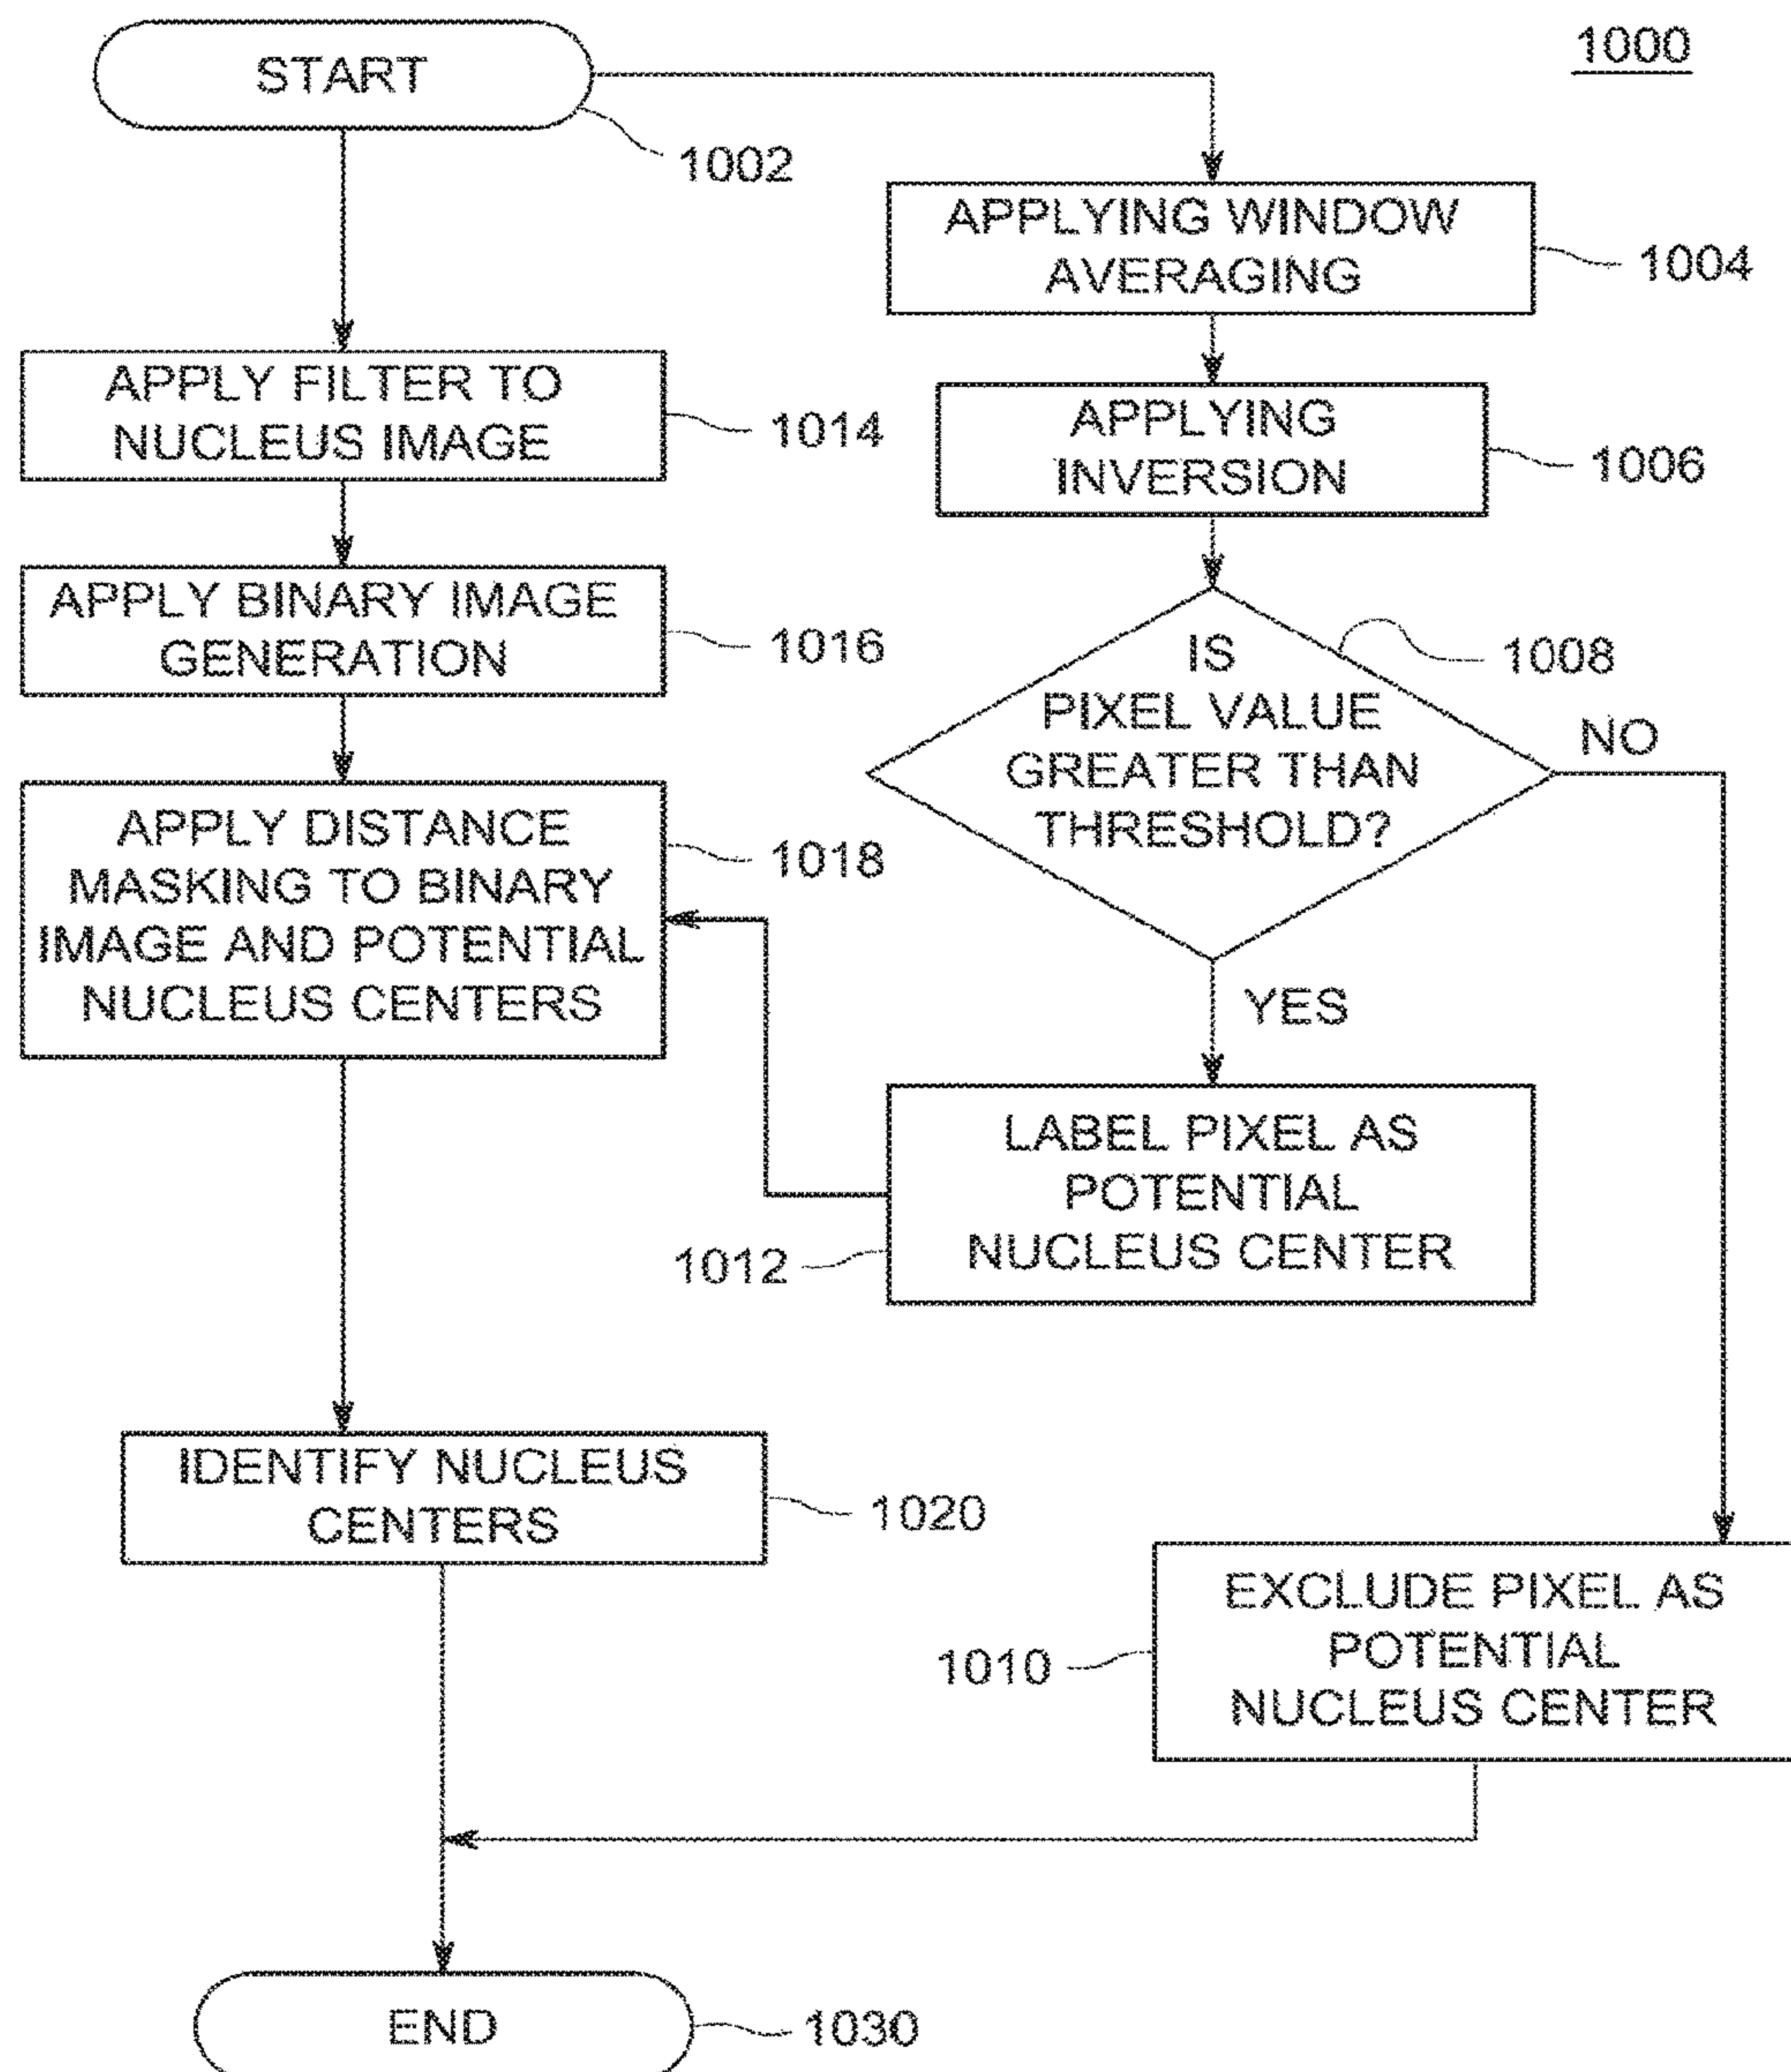 START
1000
1002
APPLYING WINDOW
AVERAGING
1004
APPLY FILTER TO
NUCLEUS IMAGE
1014
APPLYING
INVERSION
1006
APPLY BINARY IMAGE
GENERATION
1016
IS
PIXEL VALUE
GREATER THAN
THRESHOLD?
1008
NO
APPLY DISTANCE
MASKING TO BINARY
IMAGE AND POTENTIAL
NUCLEUS CENTERS
1018
YES
LABEL PIXEL AS
POTENTIAL
NUCLEUS CENTER
1012
IDENTIFY NUCLEUS
CENTERS
1020
EXCLUDE PIXEL AS
POTENTIAL
NUCLEUS CENTER
1010
END
1030